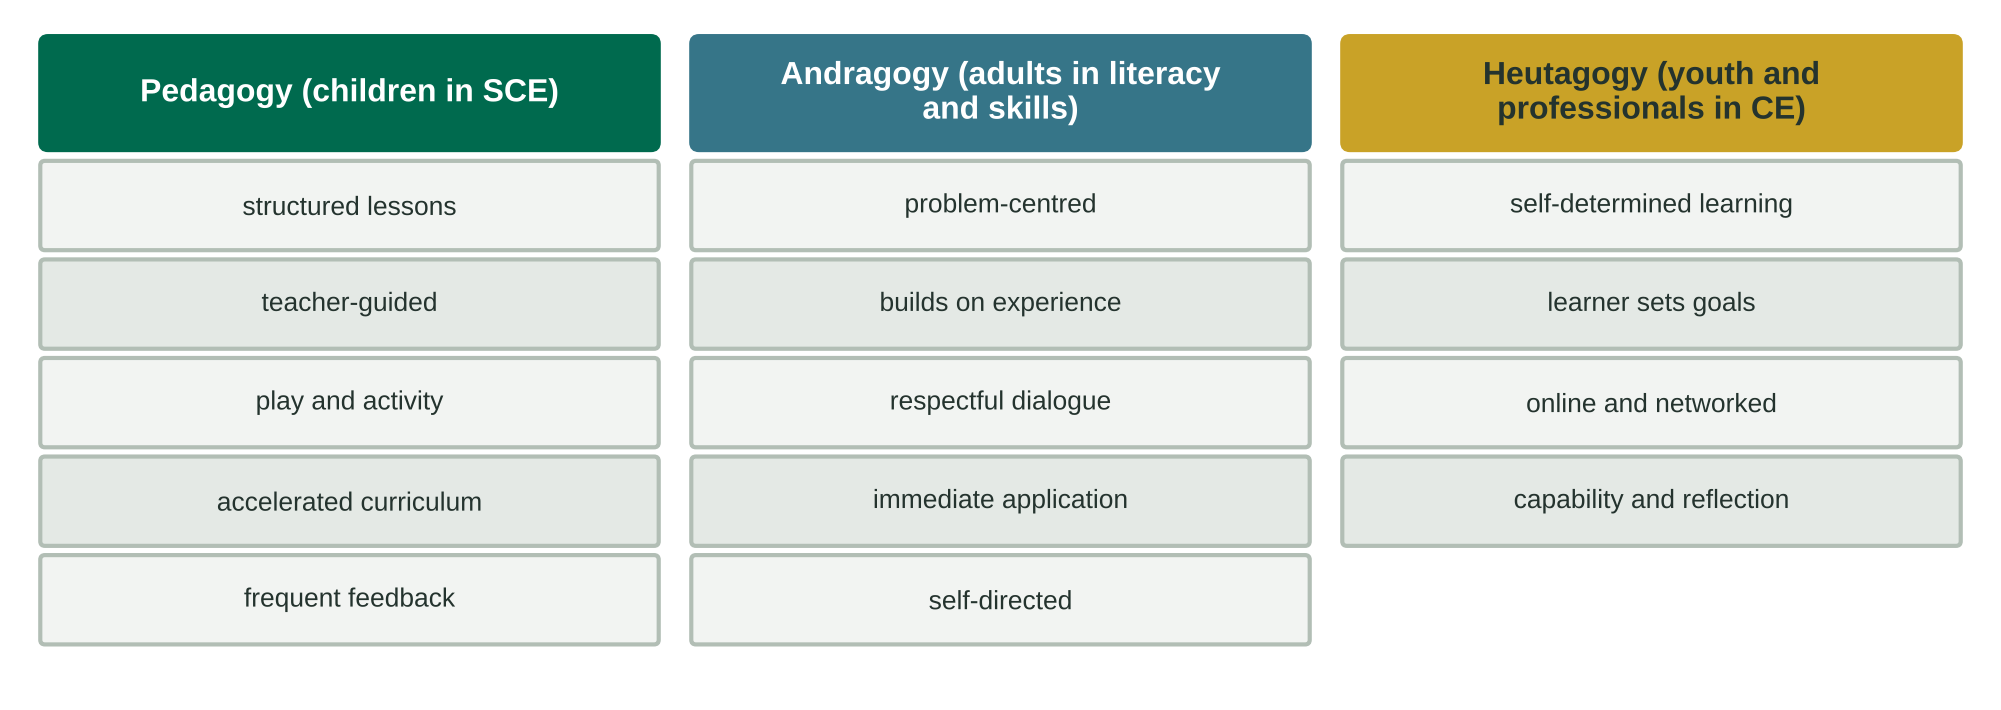 Pedagogy (children in SCE)
structured lessons
teacher-guided
play and activity
accelerated curriculum
frequent feedback
Andragogy (adults in literacy
and skills)
problem-centred
builds on experience
respectful dialogue
immediate application
self-directed
Heutagogy (youth and
professionals in CE)
self-determined learning
learner sets goals
online and networked
capability and reflection